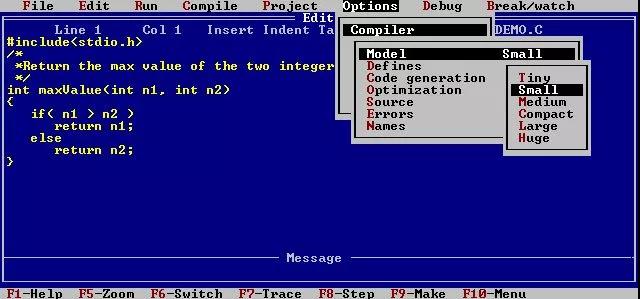 File Edit Run Compile Project Options Debug Break/watch
Edit
Line 1 Col 1 Insert Indent Ta DEMO.C
Compiler
Model Small
Defines
Code generation
Optimization
Source
Errors
Names
Tiny
Small
Medium
Compact
Large
Huge
#include<stdio.h>
/*
*Return the max value of the two integer
*/
int maxValue(int n1, int n2)
{
if( n1 > n2 )
return n1;
else
return n2;
}
Message
F1-Help F5-Zoom F6-Switch F7-Trace F8-Step F9-Make F10-Menu